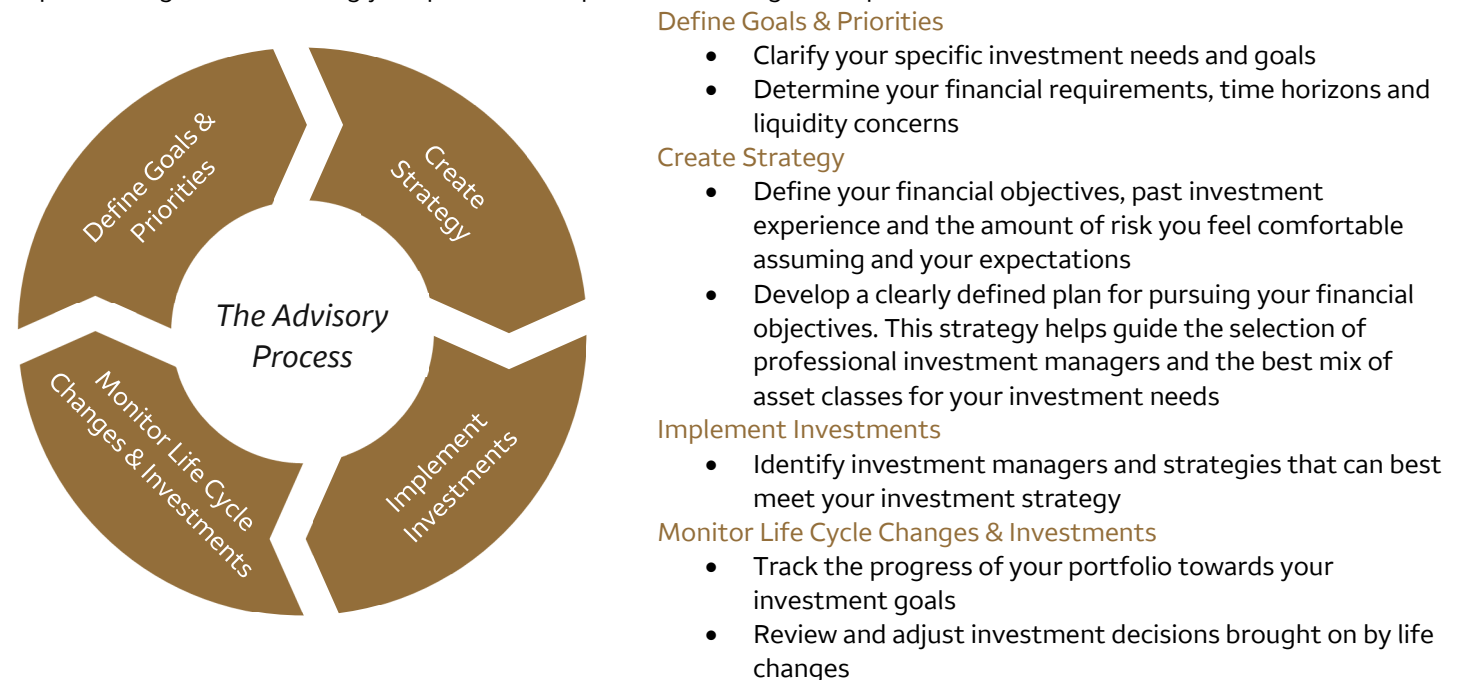 Define Goals & Priorities
• Clarify your specific investment needs and goals
• Determine your financial requirements, time horizons and
liquidity concerns
Create Strategy
• Define your financial objectives, past investment
experience and the amount of risk you feel comfortable
assuming and your expectations
• Develop a clearly defined plan for pursuing your financial
objectives. This strategy helps guide the selection of
professional investment managers and the best mix of
asset classes for your investment needs
Implement Investments
• Identify investment managers and strategies that can best
meet your investment strategy
Monitor Life Cycle Changes & Investments
• Track the progress of your portfolio towards your
investment goals
• Review and adjust investment decisions brought on by life
changes
Define Goals &
Priorities
Create
Strategy
Implement
Investments
Monitor Life Cycle
Changes & Investments
The Advisory
Process